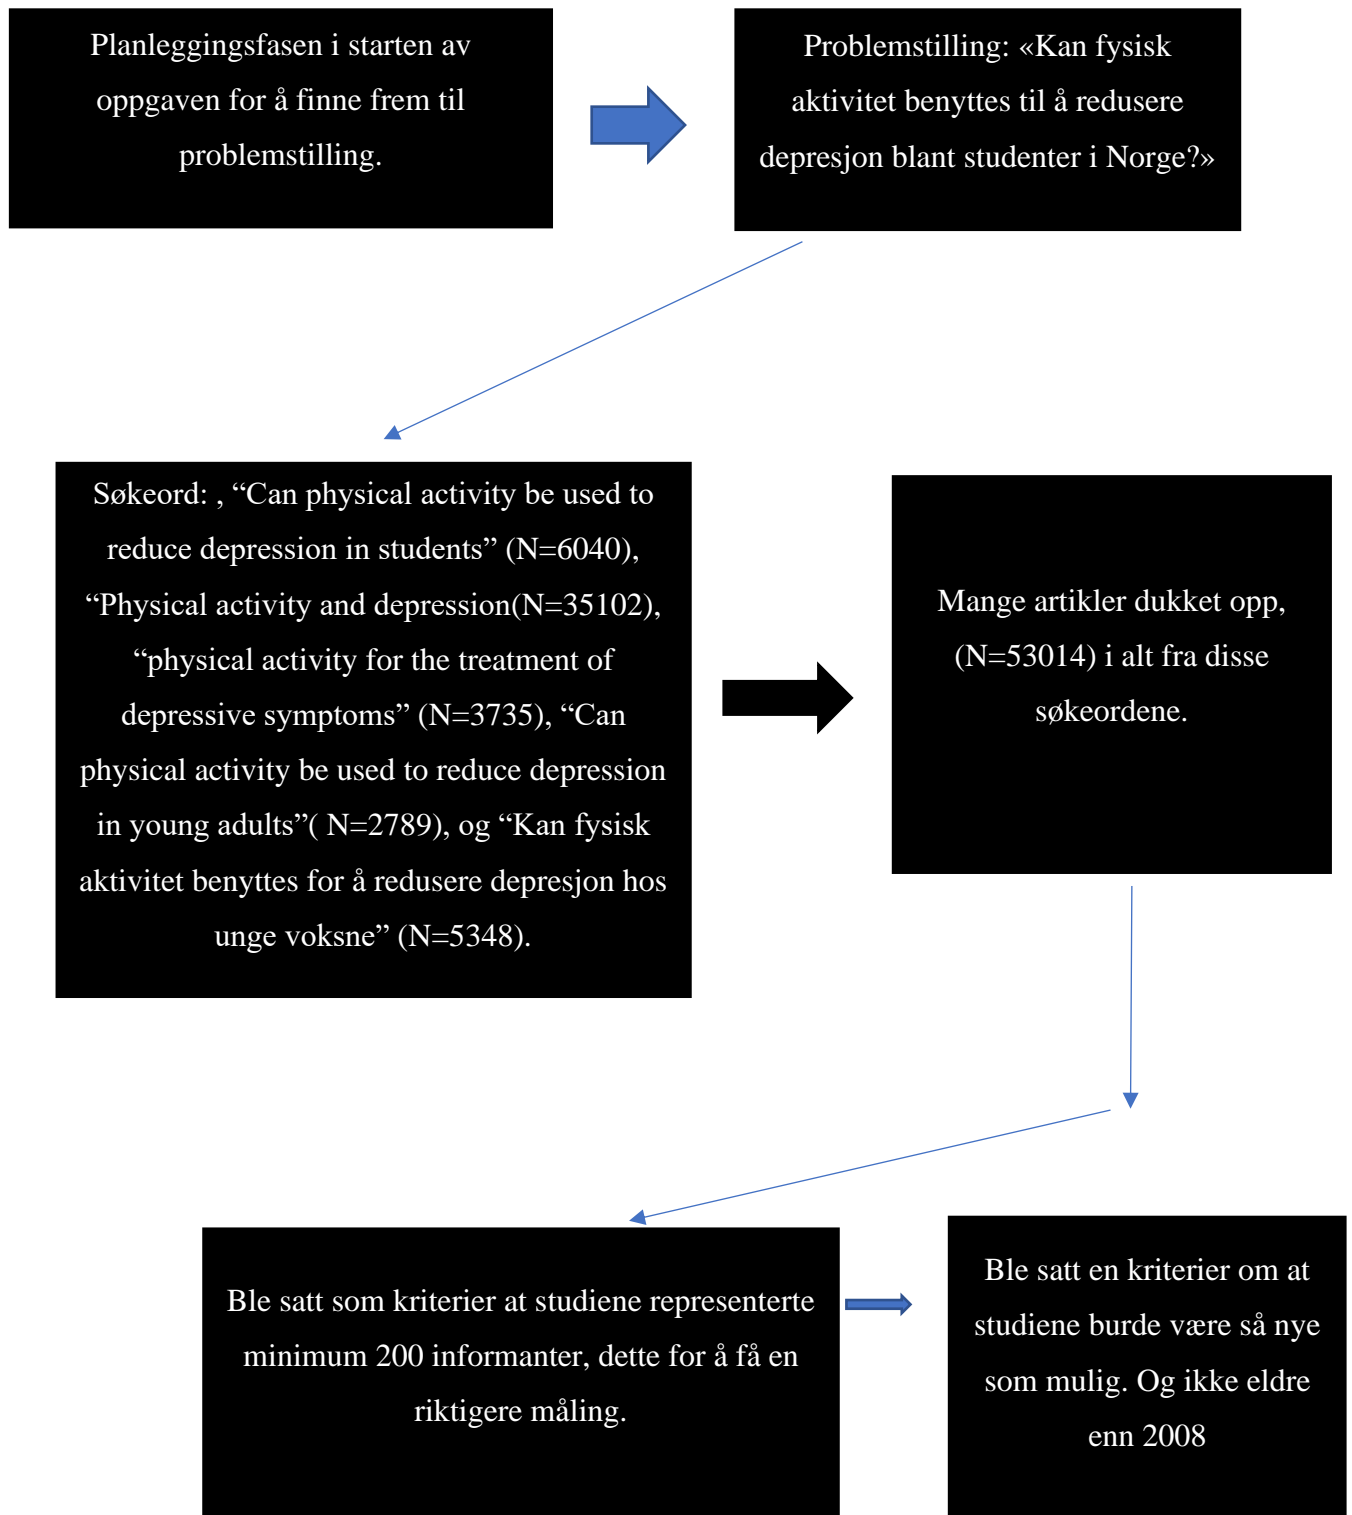 Planleggingsfasen i starten av
oppgaven for å finne frem til
problemstilling.
Problemstilling: «Kan fysisk
aktivitet benyttes til å redusere
depresjon blant studenter i Norge?»
Søkeord: , “Can physical activity be used to
reduce depression in students” (N=6040),
“Physical activity and depression(N=35102),
“physical activity for the treatment of
depressive symptoms” (N=3735), “Can
physical activity be used to reduce depression
in young adults”( N=2789), og “Kan fysisk
aktivitet benyttes for å redusere depresjon hos
unge voksne” (N=5348).
Mange artikler dukket opp,
(N=53014) i alt fra disse
søkeordene.
Ble satt som kriterier at studiene representerte
minimum 200 informanter, dette for å få en
riktigere måling.
Ble satt en kriterier om at
studiene burde være så nye
som mulig. Og ikke eldre
enn 2008